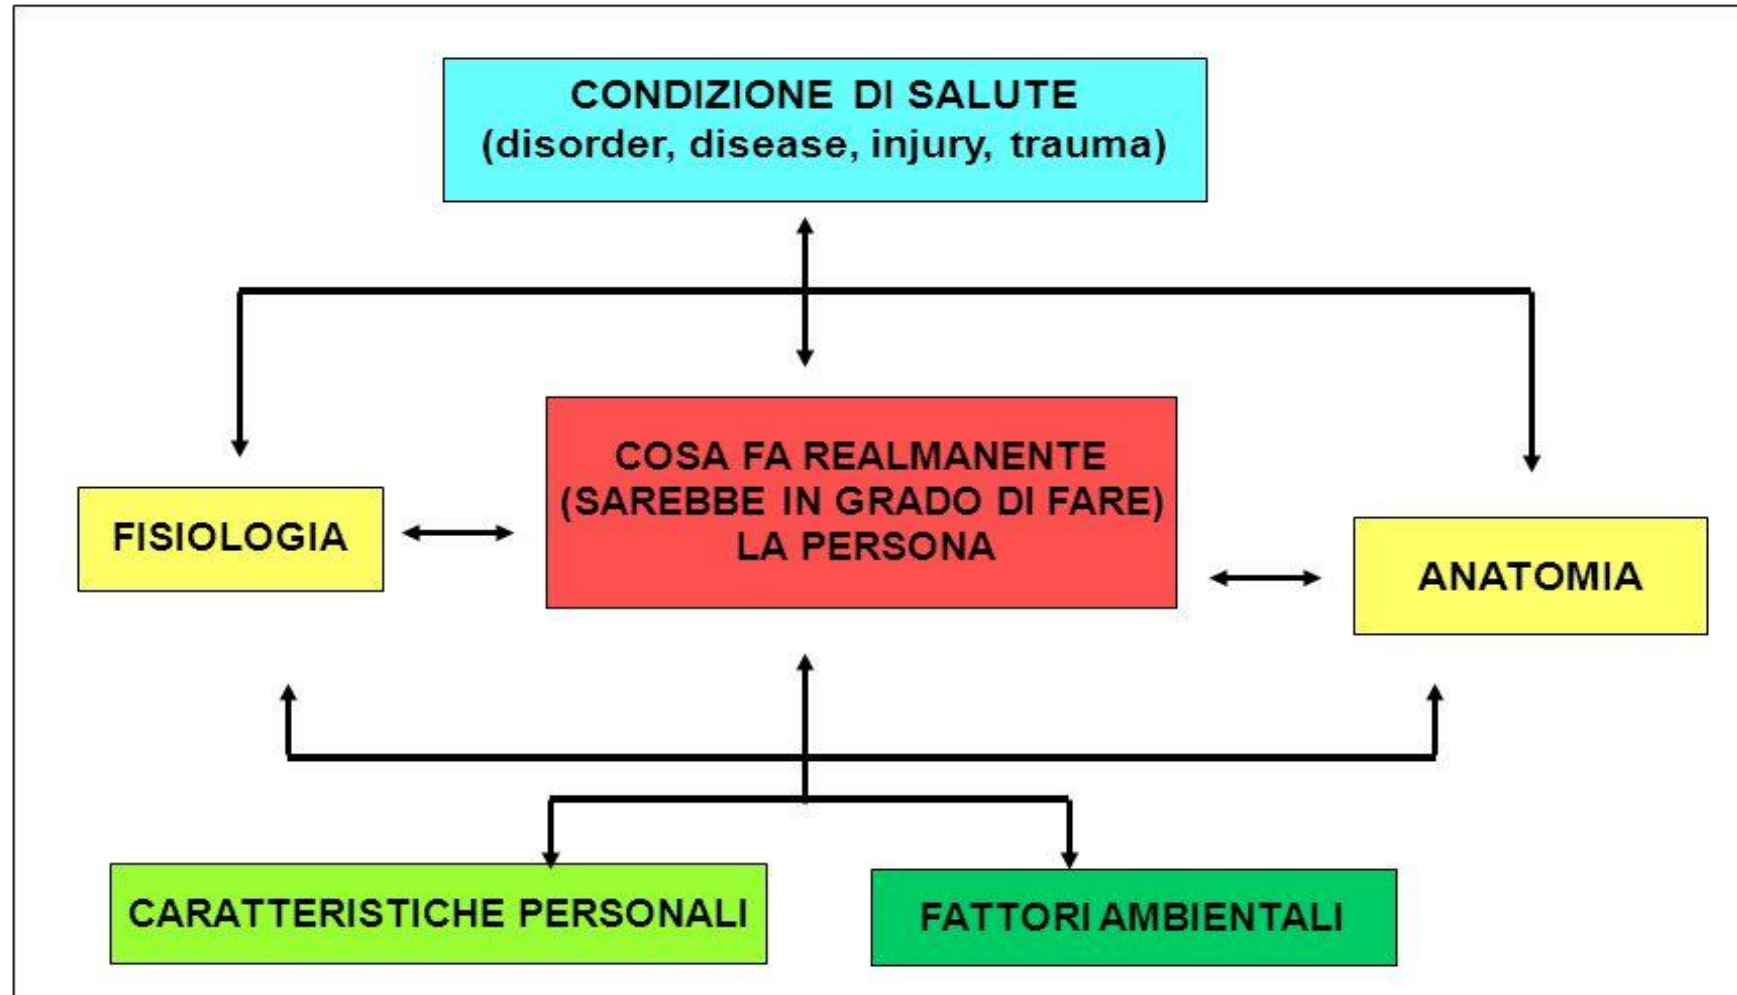 CONDIZIONE DI SALUTE
(disorder, disease, injury, trauma)
COSA FA REALMANENTE
(SAREBBE IN GRADO DI FARE)
LA PERSONA
FISIOLOGIA
ANATOMIA
CARATTERISTICHE PERSONALI
FATTORI AMBIENTALI